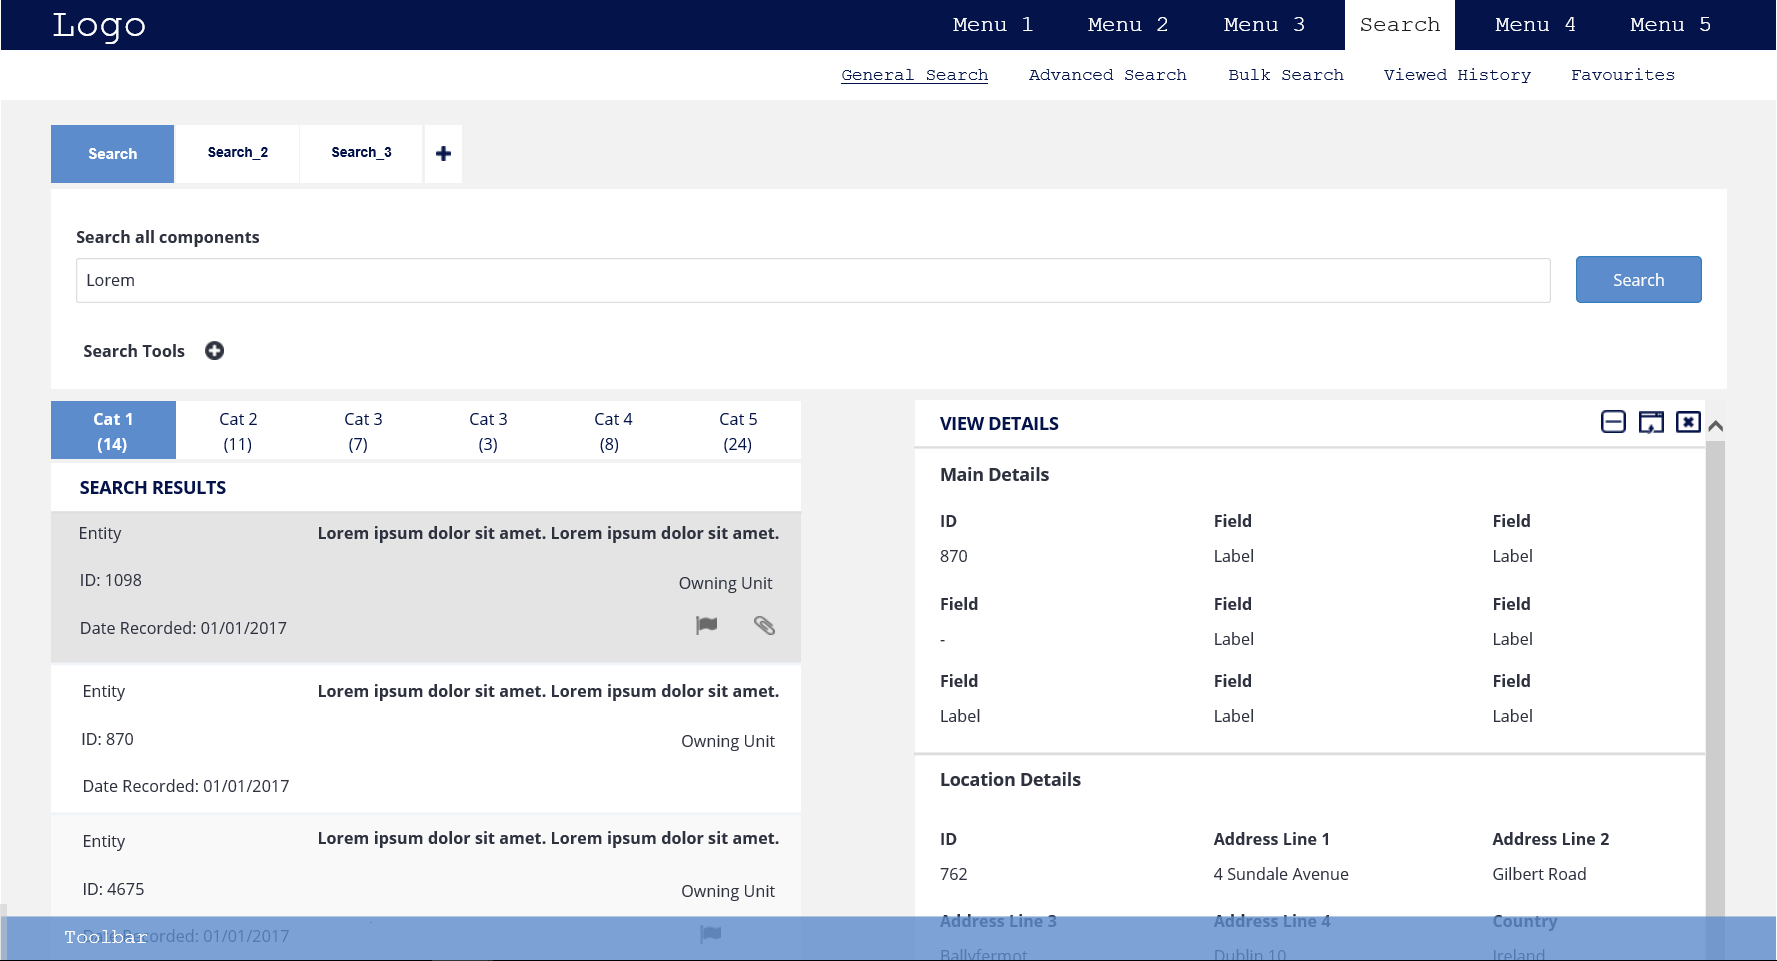 Logo Menu 1 Menu 2 Menu 3 Search Menu 4 Menu 5
General Search Advanced Search Bulk Search Viewed History Favourites
Search Search_2 Search_3
Search all components
Lorem Search
Search Tools
Cat 1 Cat 2 Cat 3 Cat 3 Cat 4 Cat 5
(14) (11) (7) (3) (8) (24)
SEARCH RESULTS
Entity Lorem ipsum dolor sit amet. Lorem ipsum dolor sit amet.
ID: 1098 Owning Unit
Date Recorded: 01/01/2017
Entity Lorem ipsum dolor sit amet. Lorem ipsum dolor sit amet.
ID: 870 Owning Unit
Date Recorded: 01/01/2017
Entity Lorem ipsum dolor sit amet. Lorem ipsum dolor sit amet.
ID: 4675 Owning Unit
Date Recorded: 01/01/2017
VIEW DETAILS
Main Details
ID Field Field
870 Label Label
Field Field Field
- Label Label
Field Field Field
Label Label Label
Location Details
ID Address Line 1 Address Line 2
762 4 Sundale Avenue Gilbert Road
Address Line 3 Address Line 4 Country
Ballyfermot Dublin 10 Ireland
Toolbar